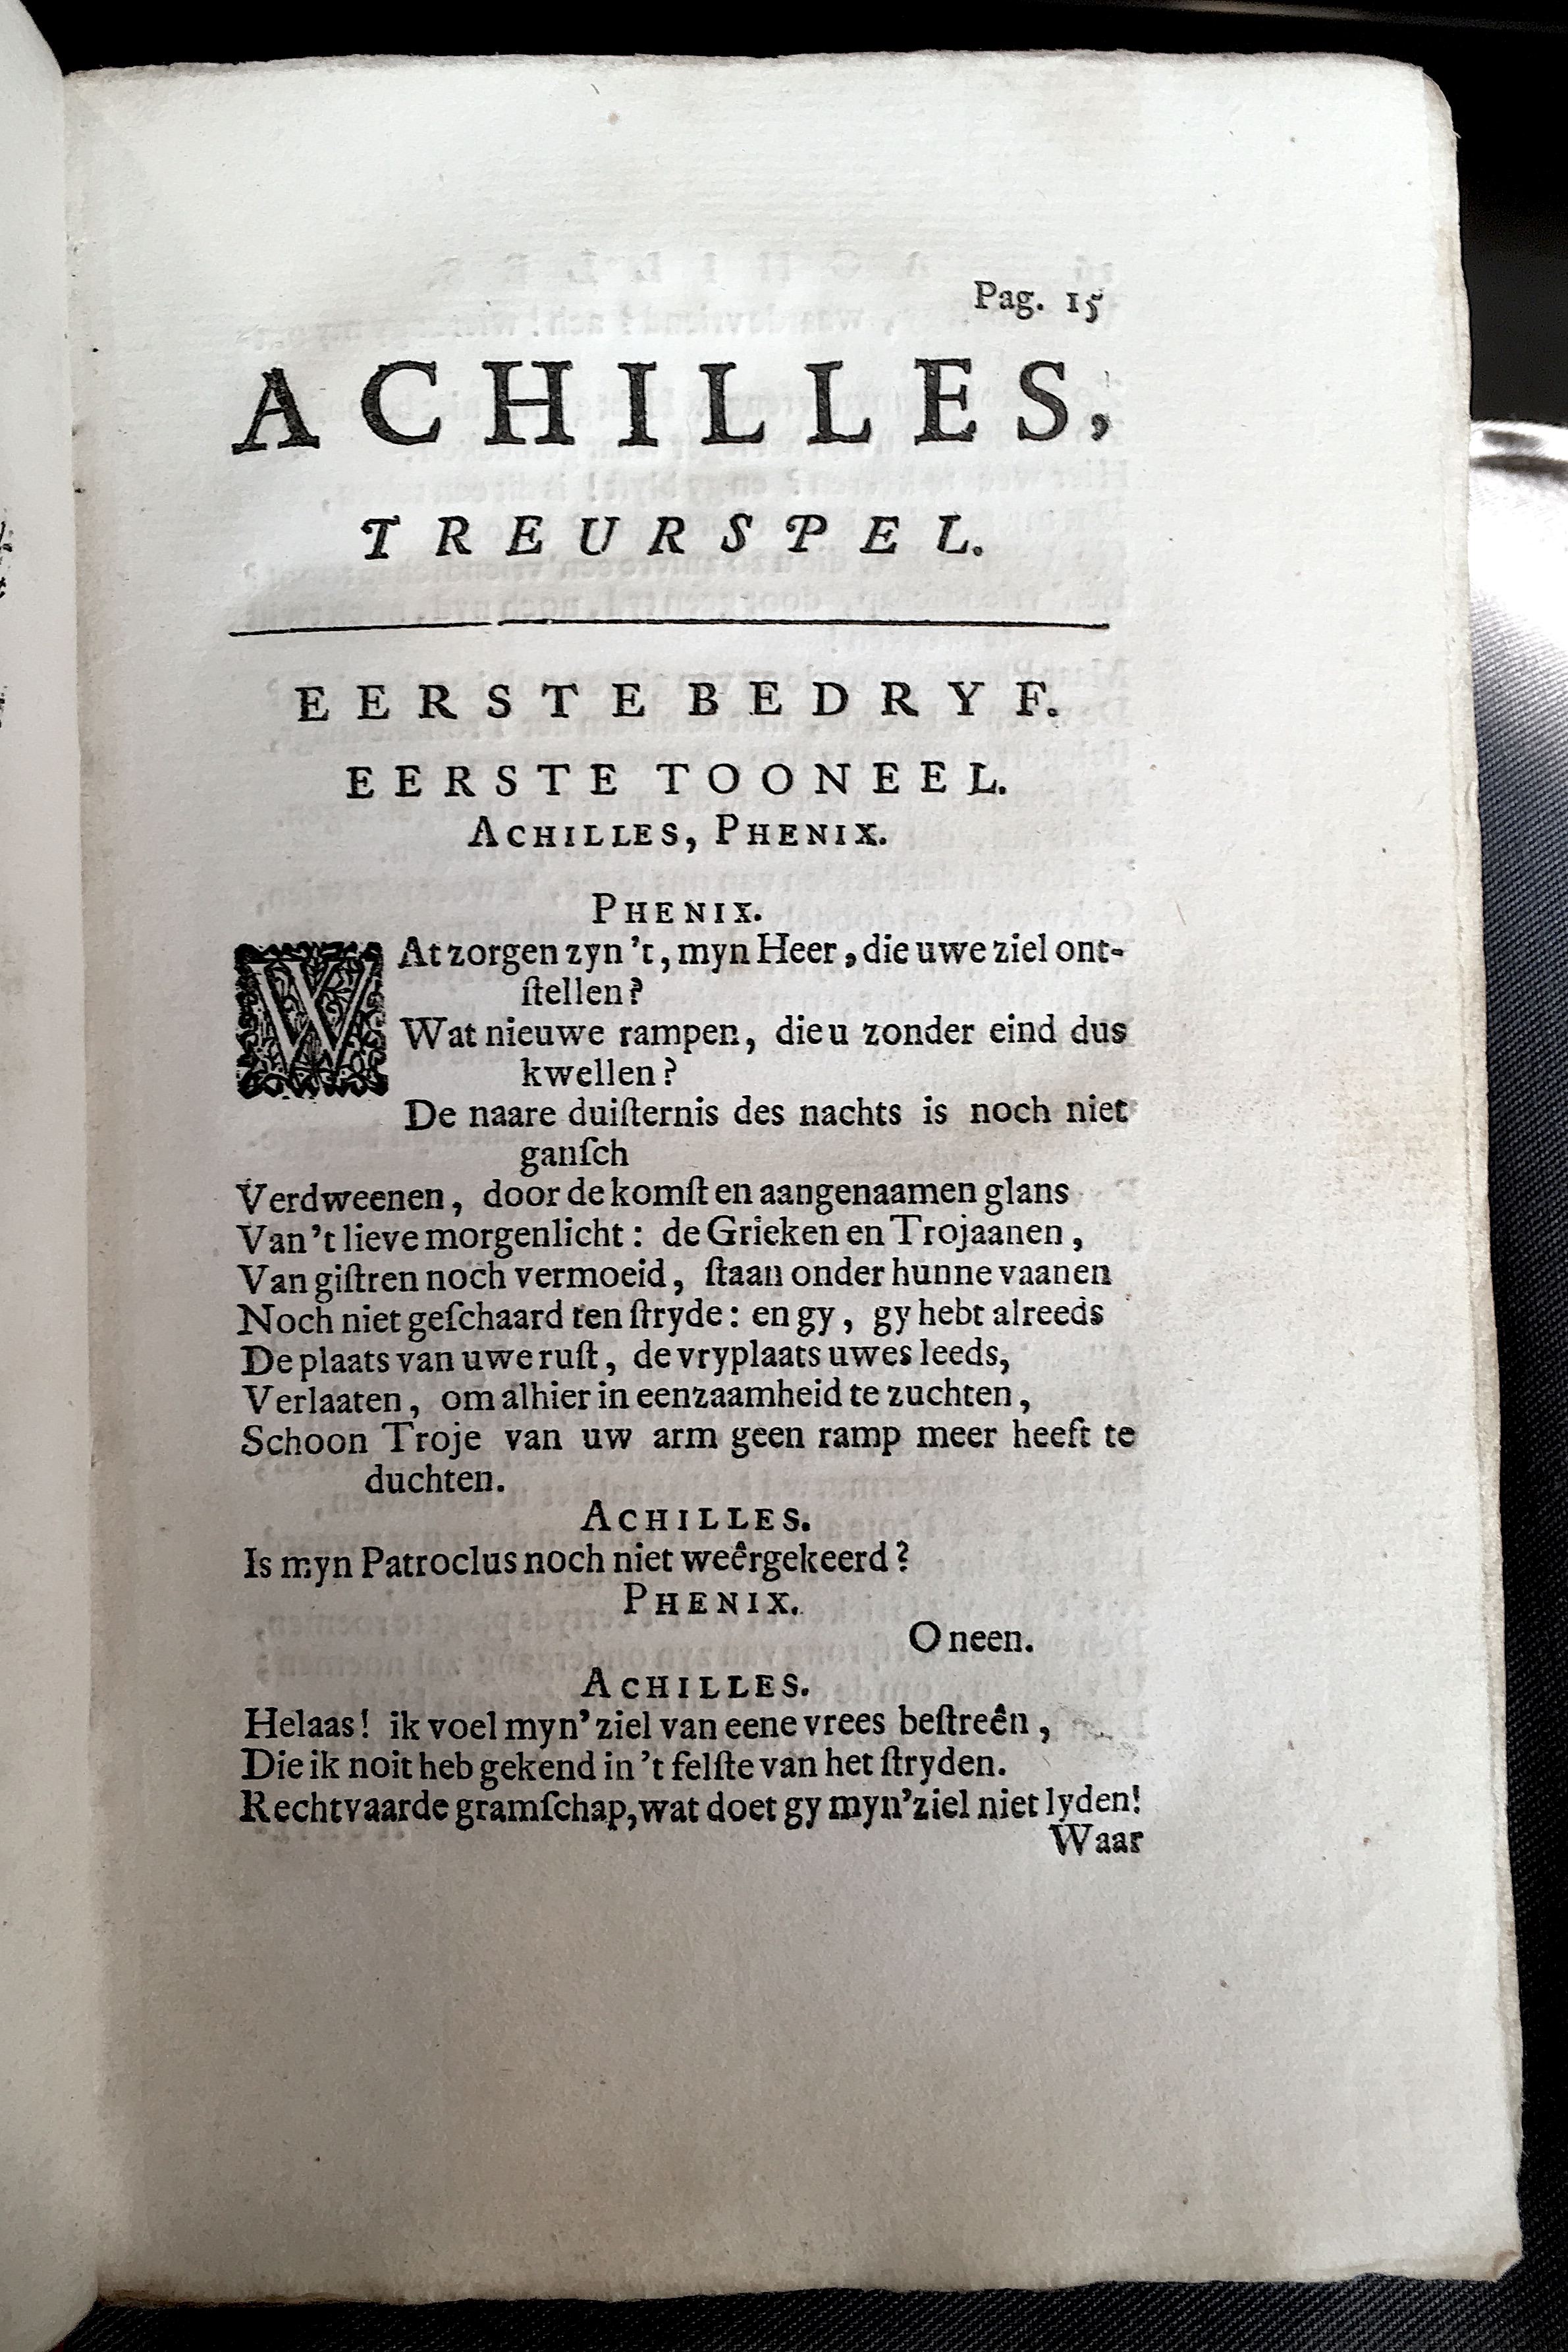 Pag. 15
ACHILLES,
TREURSPEL.
EERSTE BEDRYF.
EERSTE TOONEEL.
ACHILLES, PHENIX.
PHENIX.
WAt zorgen zyn 't, myn Heer, die uwe ziel ont-
ſtellen?
Wat nieuwe rampen, die u zonder eind dus
kwellen?
De naare duiſternis des nachts is noch niet
ganſch
Verdweenen, door de komſt en aangenaamen glans
Van 't lieve morgenlicht: de Grieken en Trojaanen,
Van giſtren noch vermoeid, ſtaan onder hunne vaanen
Noch niet geſchaard ten ſtryde: en gy, gy hebt alreeds
De plaats van uwe ruſt, de vryplaats uwes leeds,
Verlaaten, om alhier in eenzaamheid te zuchten,
Schoon Troje van uw arm geen ramp meer heeft te
duchten.
ACHILLES.
Is myn Patroclus noch niet weêrgekeerd?
PHENIX.
O neen.
ACHILLES.
Helaas! ik voel myn' ziel van eene vrees beſtreên,
Die ik noit heb gekend in 't felſte van het ſtryden.
Rechtvaarde gramſchap, wat doet gy myn' ziel niet lyden!
Waar